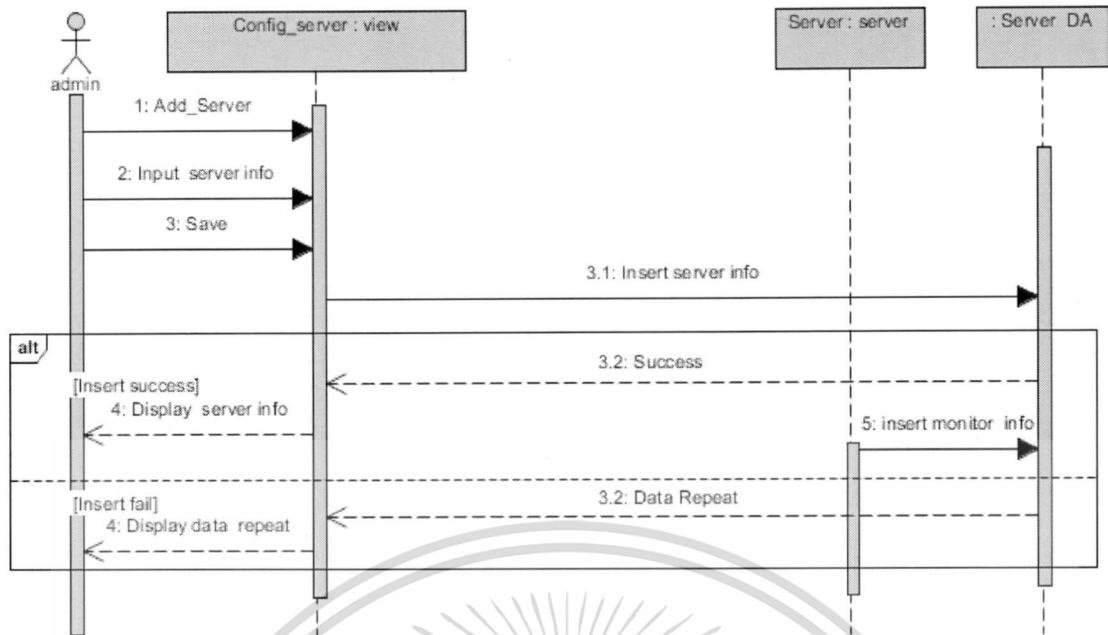 Config_server : view
Server : server
: Server DA
admin
1: Add_Server
2: Input server info
3: Save
3.1: Insert server info
alt
3.2: Success
[Insert success]
4: Display server info
5: insert monitor info
[Insert fail]
3.2: Data Repeat
4: Display data repeat